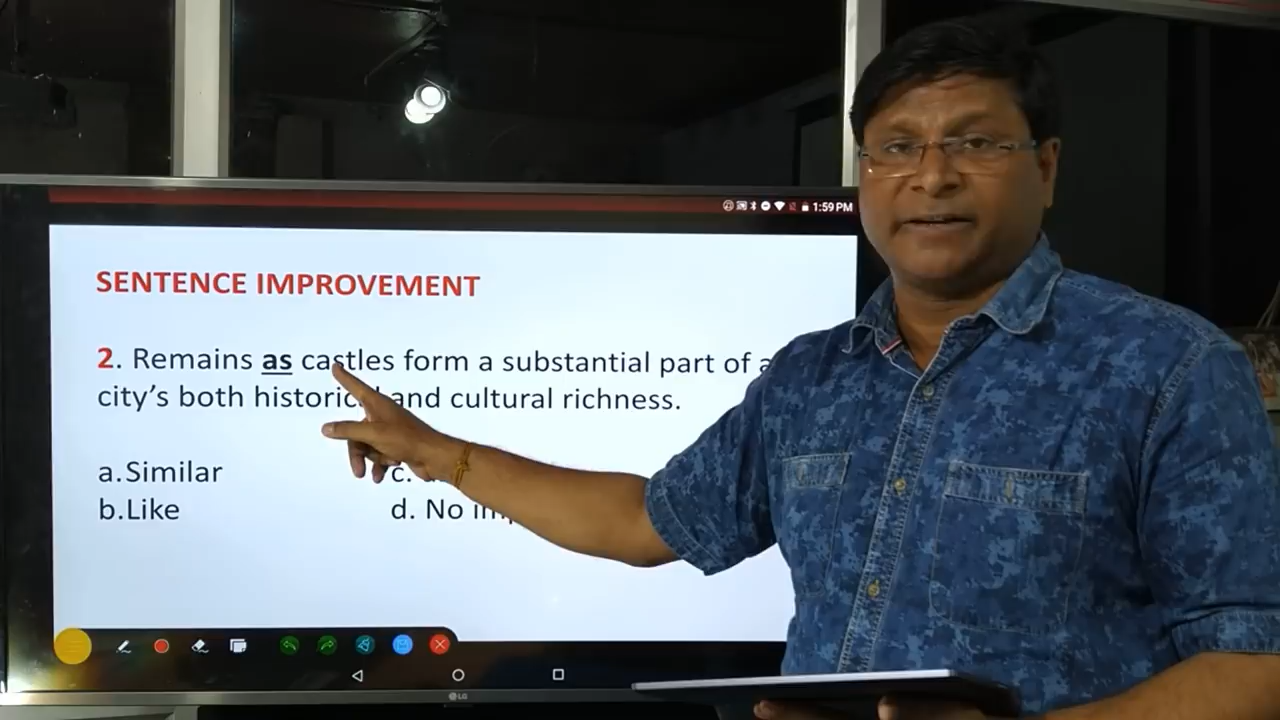 1:59 PM
SENTENCE IMPROVEMENT
2. Remains as castles form a substantial part of a
city's both historical and cultural richness.
a.Similar
b.Like
c.
d. No
LG